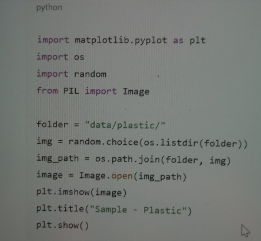 python
import matplotlib.pyplot as plt
import os
import random
from PIL import Image
folder = "data/plastic/"
img = random.choice(os.listdir(folder))
img_path = os.path.join(folder, img)
image = Image.open(img_path)
plt.imshow(image)
plt.title("Sample - Plastic")
plt.show()